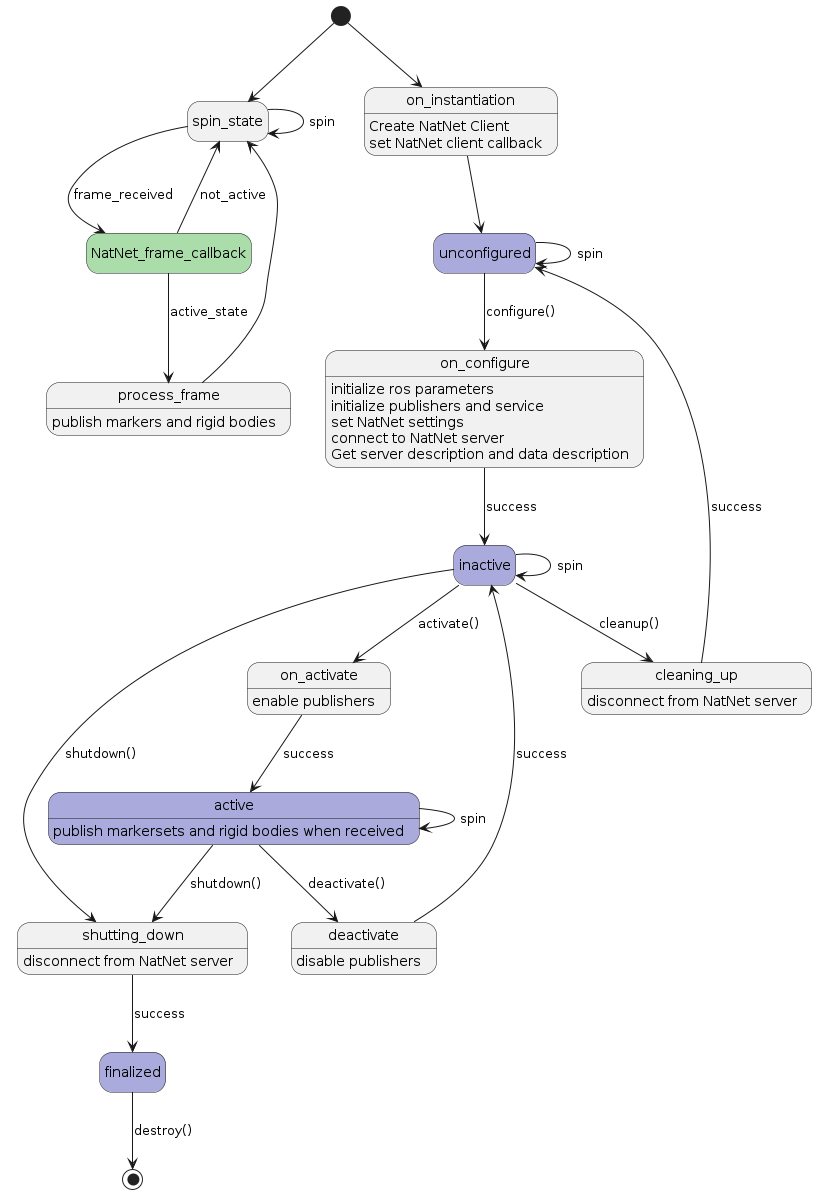 on_instantiation
Create NatNet Client
set NatNet client callback
spin_state
spin
frame_received
not_active
NatNet_frame_callback
unconfigured
spin
active_state
configure()
process_frame
publish markers and rigid bodies
on_configure
initialize ros parameters
initialize publishers and service
set NatNet settings
connect to NatNet server
Get server description and data description
success
success
inactive
spin
activate()
cleanup()
on_activate
enable publishers
cleaning_up
disconnect from NatNet server
shutdown()
success
success
active
publish markersets and rigid bodies when received
spin
shutdown()
deactivate()
shutting_down
disconnect from NatNet server
deactivate
disable publishers
success
finalized
destroy()